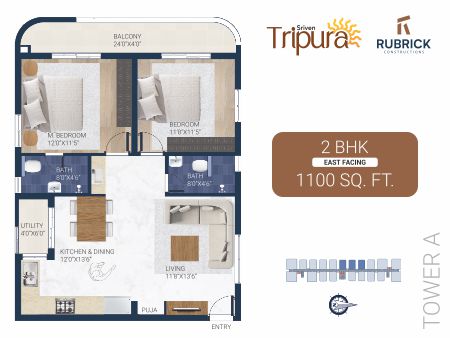 BALCONY
24'0"X4'0"
M. BEDROOM
12'0"X11'5"
BEDROOM
11'8"X11'5"
BATH
8'0"X4'6"
BATH
8'0"X4'6"
UTILITY
4'0"X6'0"
KITCHEN & DINING
12'0"X13'6"
LIVING
11'8"X13'6"
PUJA
ENTRY
Sriven
Tripura
RUBRICK
CONSTRUCTIONS
2 BHK
EAST FACING
1100 SQ. FT.
TOWER A